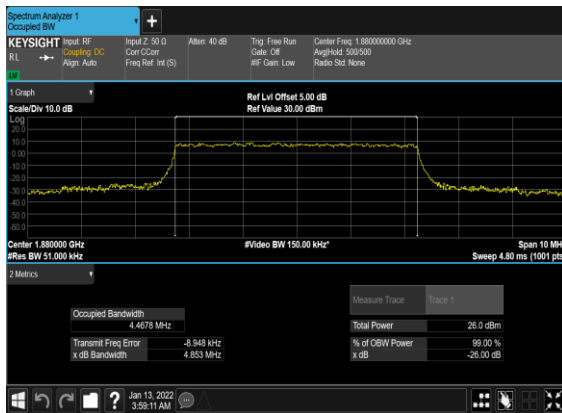 Spectrum Analyzer 1
Occupied BW
KEYSIGHT
RL
Input: RF
Coupling: DC
Align: Auto
Input Z: 50 Ω
Corr CCorr
Freq Ref: Int (S)
Atten: 40 dB
Trig: Free Run
Gate: Off
#IF Gain: Low
Center Freq: 1.880000000 GHz
Avg|Hold: 500/500
Radio Std: None
1 Graph
Scale/Div 10.0 dB
Ref Lvl Offset 5.00 dB
Ref Value 30.00 dBm
Log
20.0
10.0
0.00
-10.0
-20.0
-30.0
-40.0
-50.0
-60.0
Center 1.880000 GHz
#Res BW 51.000 kHz
#Video BW 150.00 kHz*
Span 10 MH
Sweep 4.80 ms (1001 pts
2 Metrics
Measure Trace
Trace 1
Occupied Bandwidth
4.4678 MHz
Total Power
26.0 dBm
Transmit Freq Error
-8.948 kHz
% of OBW Power
99.00 %
x dB Bandwidth
4.853 MHz
x dB
-26.00 dB
?
Jan 13, 2022
3:59:11 AM